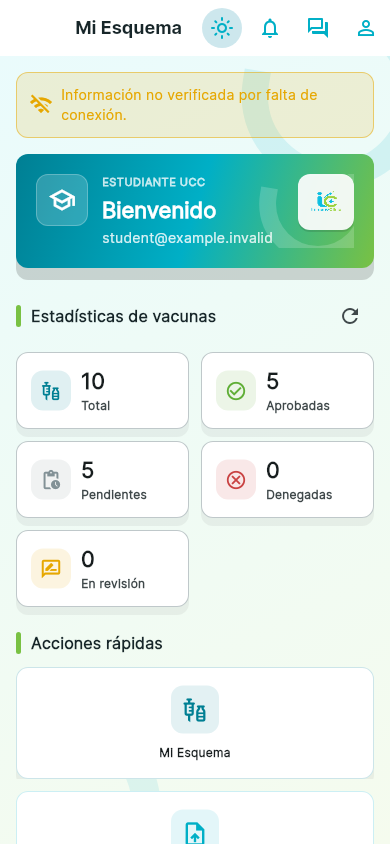 Mi Esquema
Información no verificada por falta de
conexión.
ESTUDIANTE UCC
Bienvenido
student@example.invalid
Estadísticas de vacunas
10
Total
5
Aprobadas
5
Pendientes
0
Denegadas
0
En revisión
Acciones rápidas
Mi Esquema